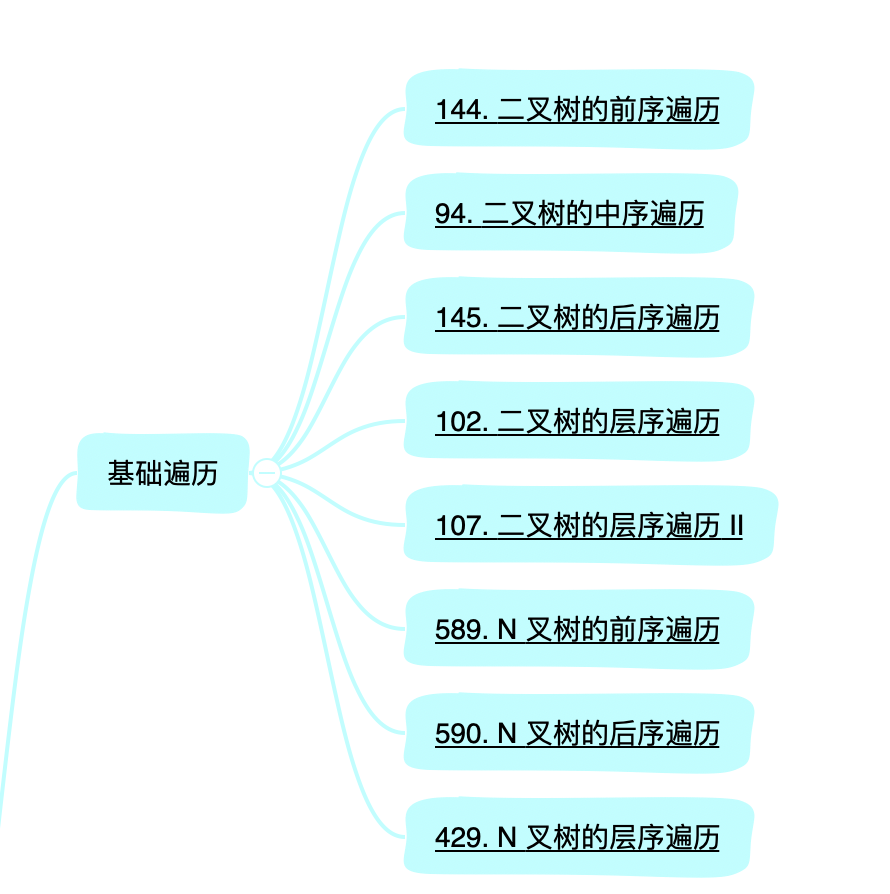 144. 二叉树的前序遍历
94. 二叉树的中序遍历
145. 二叉树的后序遍历
102. 二叉树的层序遍历
基础遍历
107. 二叉树的层序遍历 II
589. N 叉树的前序遍历
590. N 叉树的后序遍历
429. N 叉树的层序遍历